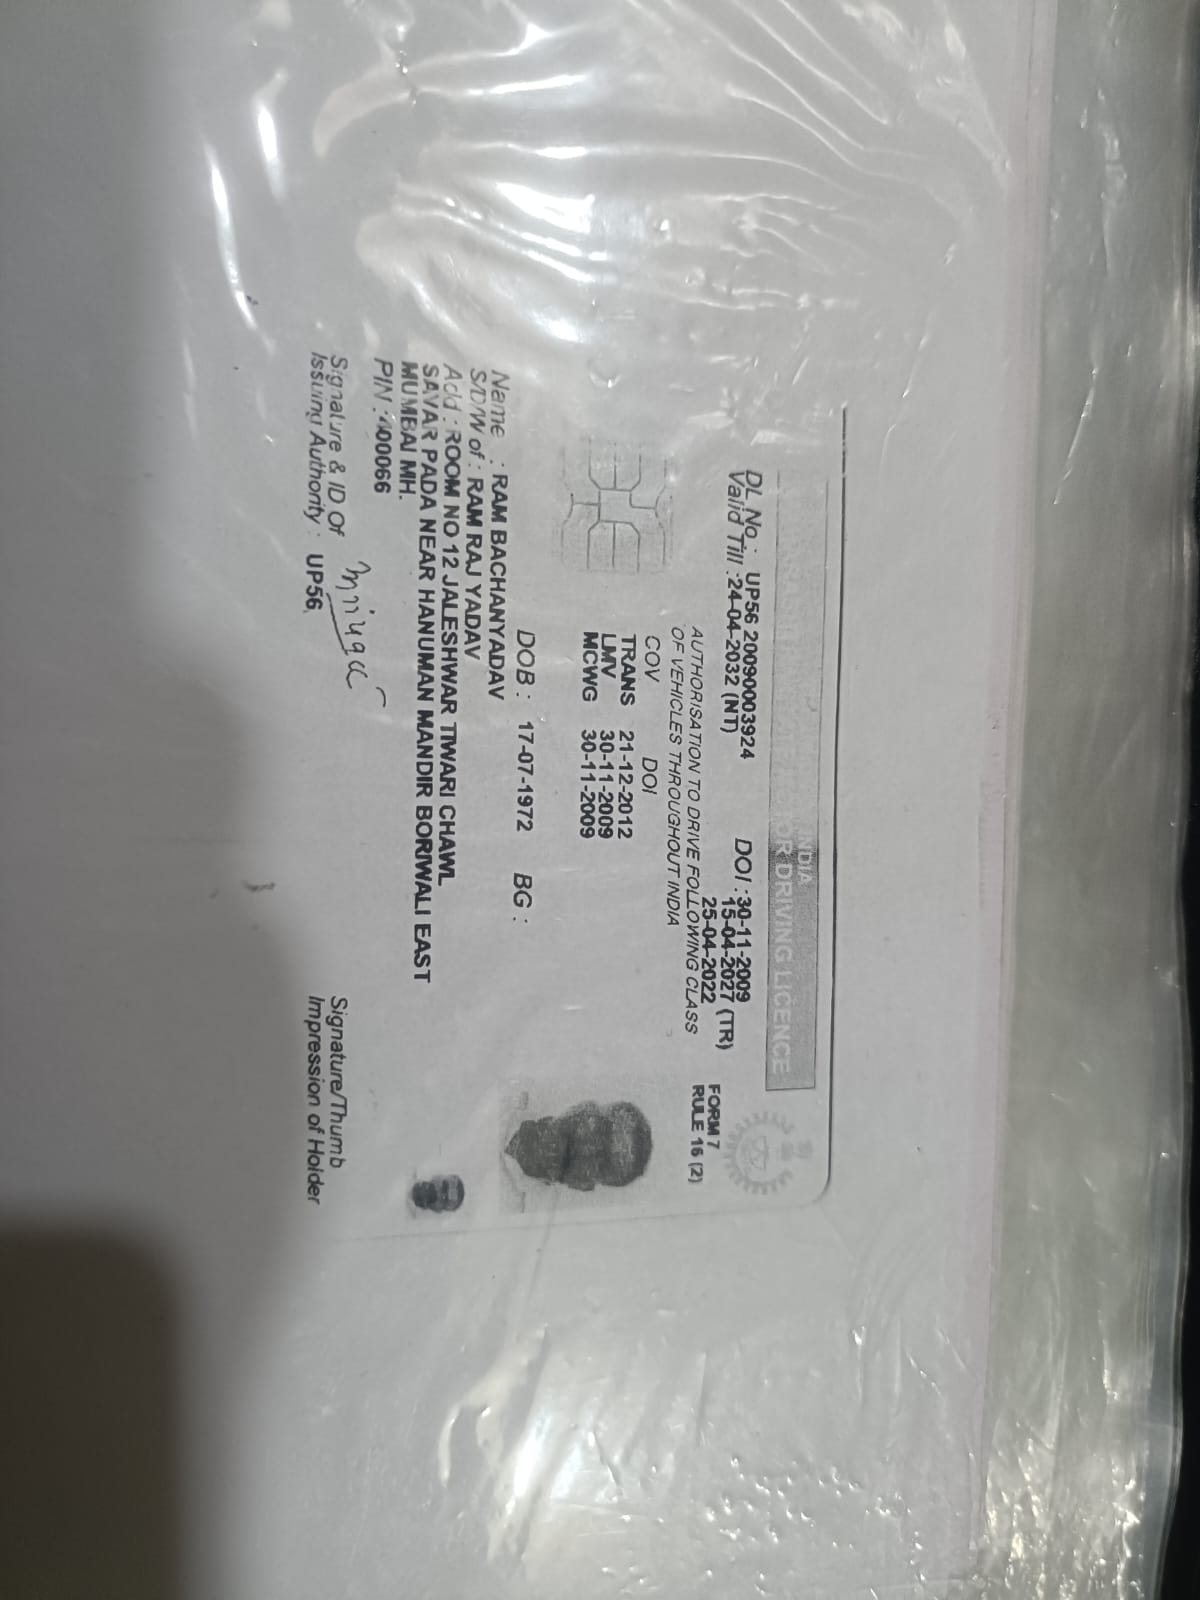 INDIA
OR DRIVING LICENCE
DL No : UP56 20090003924 DOI : 30-11-2009
Valid Till : 24-04-2032 (NT) 15-04-2027 (TR)
25-04-2022
FORM 7
RULE 16 (2)
AUTHORISATION TO DRIVE FOLLOWING CLASS
OF VEHICLES THROUGHOUT INDIA
COV DOI
TRANS 21-12-2012
LMV 30-11-2009
MCWG 30-11-2009
DOB : 17-07-1972 BG :
Name : RAM BACHANYADAV
S/D/W of : RAM RAJ YADAV
Add : ROOM NO 12 JALESHWAR TIWARI CHAWL
SAVAR PADA NEAR HANUMAN MANDIR BORIWALI EAST
MUMBAI MH.
PIN : 400066
Signature & ID Of
Issuing Authority : UP56
Signature/Thumb
Impression of Holder